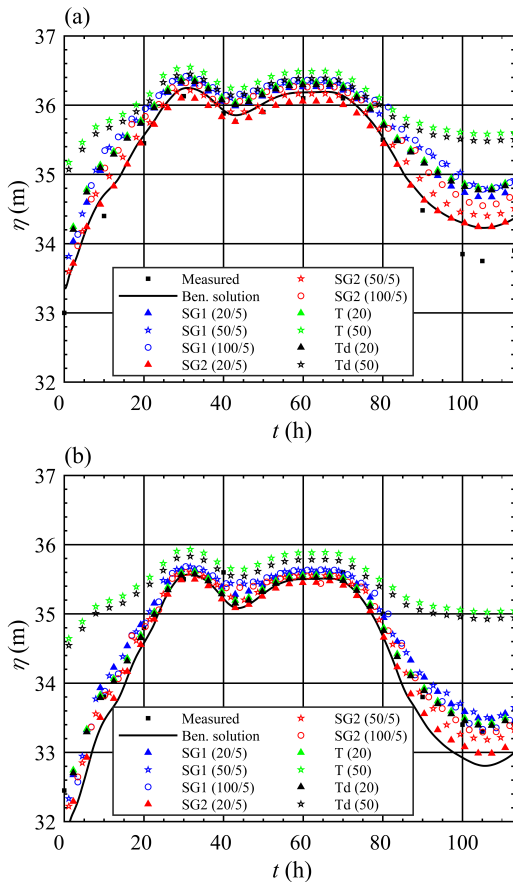 (a)
37
36
35
34
33
32
η (m)
0
20
40
60
80
100
t (h)
Measured
Ben. solution
SG1 (20/5)
SG1 (50/5)
SG1 (100/5)
SG2 (20/5)
SG2 (50/5)
SG2 (100/5)
T (20)
T (50)
Td (20)
Td (50)
(b)
37
36
35
34
33
32
η (m)
0
20
40
60
80
100
t (h)
Measured
Ben. solution
SG1 (20/5)
SG1 (50/5)
SG1 (100/5)
SG2 (20/5)
SG2 (50/5)
SG2 (100/5)
T (20)
T (50)
Td (20)
Td (50)